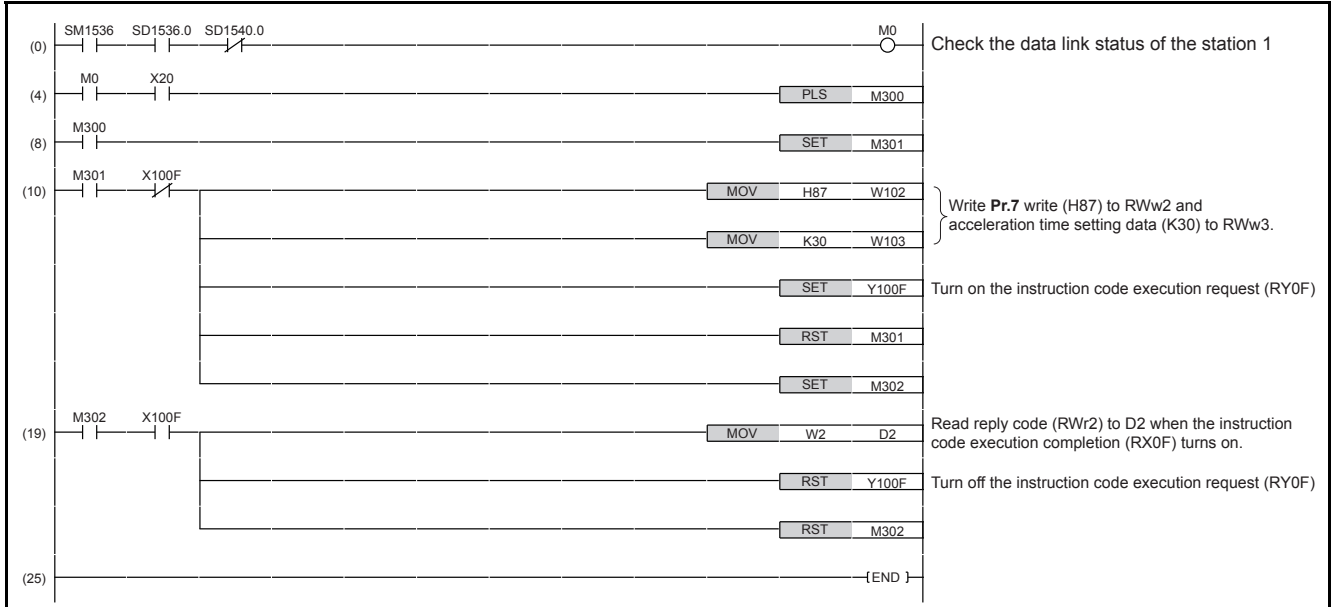 SM1536 SD1536.0 SD1540.0 M0
(0) Check the data link status of the station 1
M0 X20
(4) PLS M300
M300
(8) SET M301
M301 X100F
(10) MOV H87 W102
Write Pr.7 write (H87) to RWw2 and
acceleration time setting data (K30) to RWw3.
MOV K30 W103
SET Y100F Turn on the instruction code execution request (RY0F)
RST M301
SET M302
M302 X100F
(19) MOV W2 D2
Read reply code (RWr2) to D2 when the instruction
code execution completion (RX0F) turns on.
RST Y100F Turn off the instruction code execution request (RY0F)
RST M302
(25) END